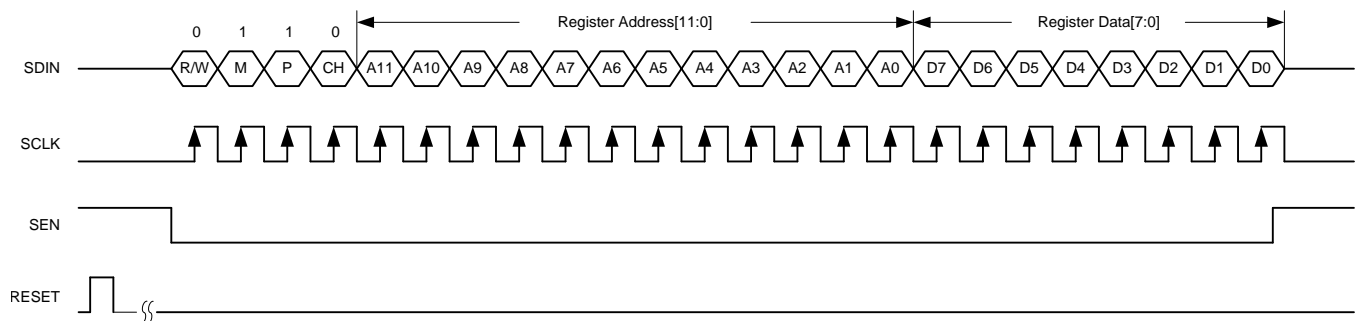 Register Address[11:0] Register Data[7:0]
0 1 1 0
SDIN R/W M P CH A11 A10 A9 A8 A7 A6 A5 A4 A3 A2 A1 A0 D7 D6 D5 D4 D3 D2 D1 D0
SCLK
SEN
RESET